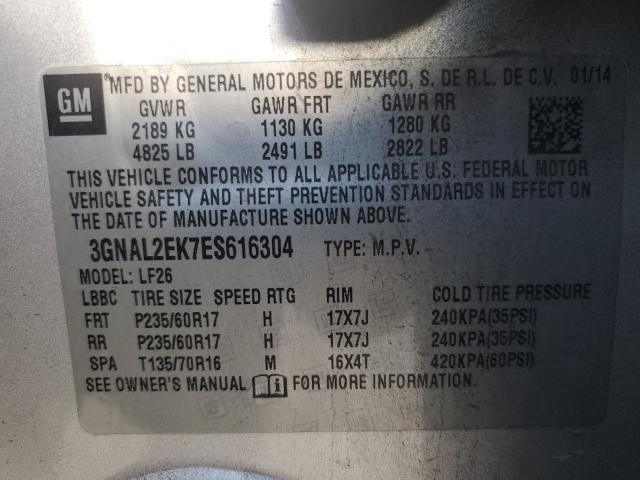 GM
®MFD BY GENERAL MOTORS DE MEXICO, S. DE R.L. DE C.V. 01/14
GVWR GAWR FRT GAWR RR
2189 KG 1130 KG 1280 KG
4825 LB 2491 LB 2822 LB
THIS VEHICLE CONFORMS TO ALL APPLICABLE U.S. FEDERAL MOTOR
VEHICLE SAFETY AND THEFT PREVENTION STANDARDS IN EFFECT ON
THE DATE OF MANUFACTURE SHOWN ABOVE.
3GNAL2EK7ES616304 TYPE: M.P.V.
MODEL: LF26
LBBC TIRE SIZE SPEED RTG RIM COLD TIRE PRESSURE
FRT P235/60R17 H 17X7J 240KPA(35PSI)
RR P235/60R17 H 17X7J 240KPA(35PSI)
SPA T135/70R16 M 16X4T 420KPA(60PSI)
SEE OWNER'S MANUAL FOR MORE INFORMATION.